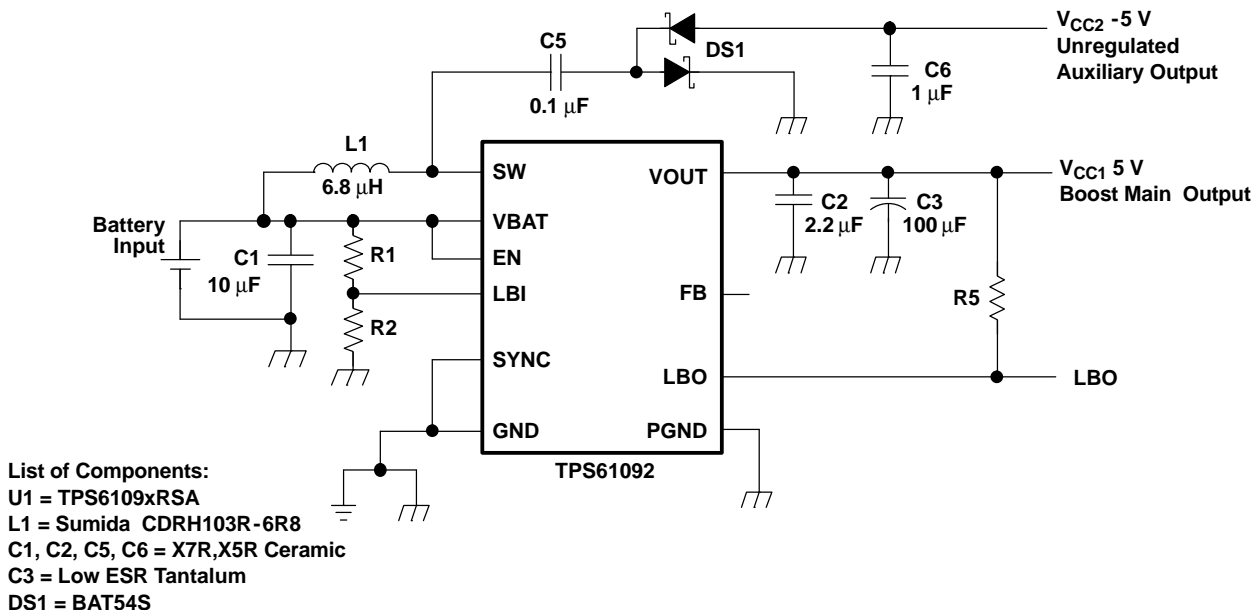 C5
0.1 µF
DS1
C6
1 µF
VCC2 -5 V
Unregulated
Auxiliary Output
L1
6.8 µH
SW
VOUT
C2
2.2 µF
C3
100 µF
VCC1 5 V
Boost Main Output
Battery
Input
C1
10 µF
R1
R2
VBAT
EN
LBI
FB
R5
SYNC
LBO
LBO
GND
PGND
TPS61092
List of Components:
U1 = TPS6109xRSA
L1 = Sumida CDRH103R-6R8
C1, C2, C5, C6 = X7R,X5R Ceramic
C3 = Low ESR Tantalum
DS1 = BAT54S